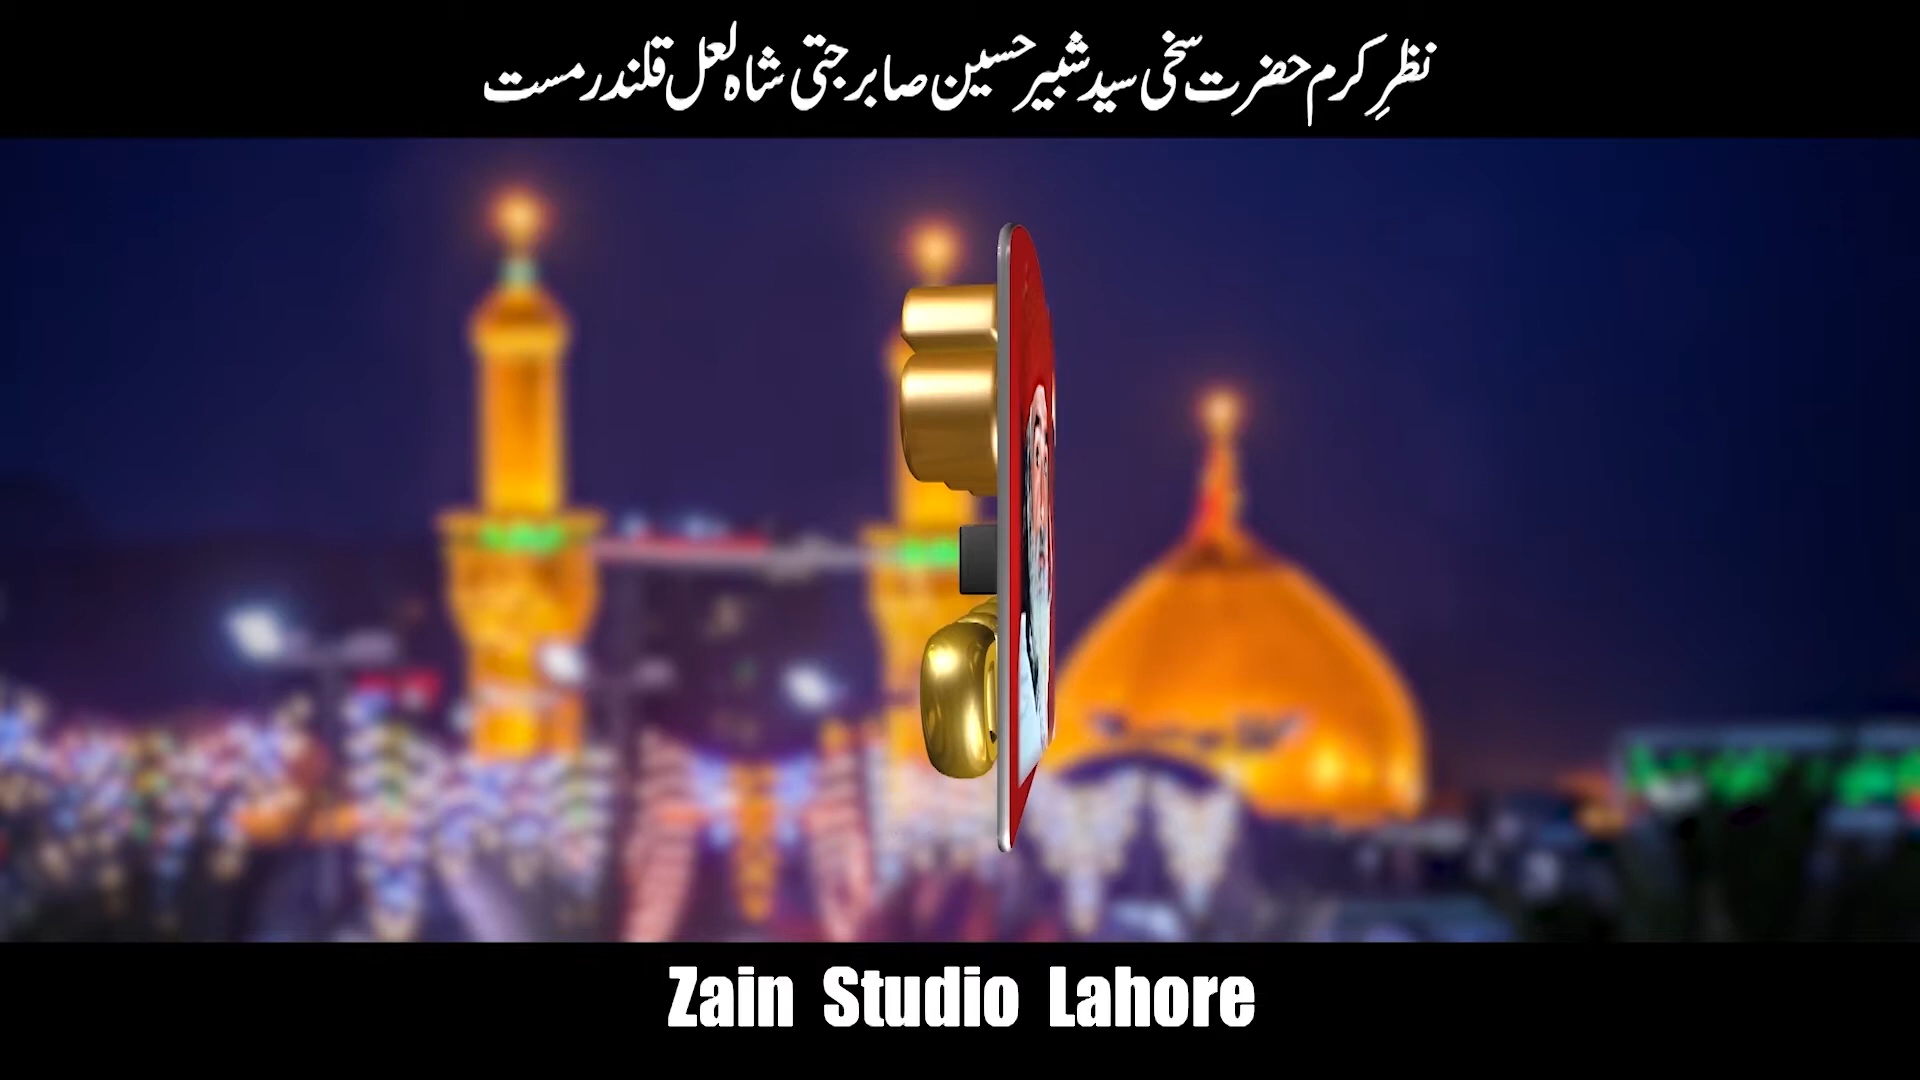 نظرِ کرم حضرت سخی سید شبیر حسین صابر جتی شاہ لعل قلندر مست
Zain Studio Lahore